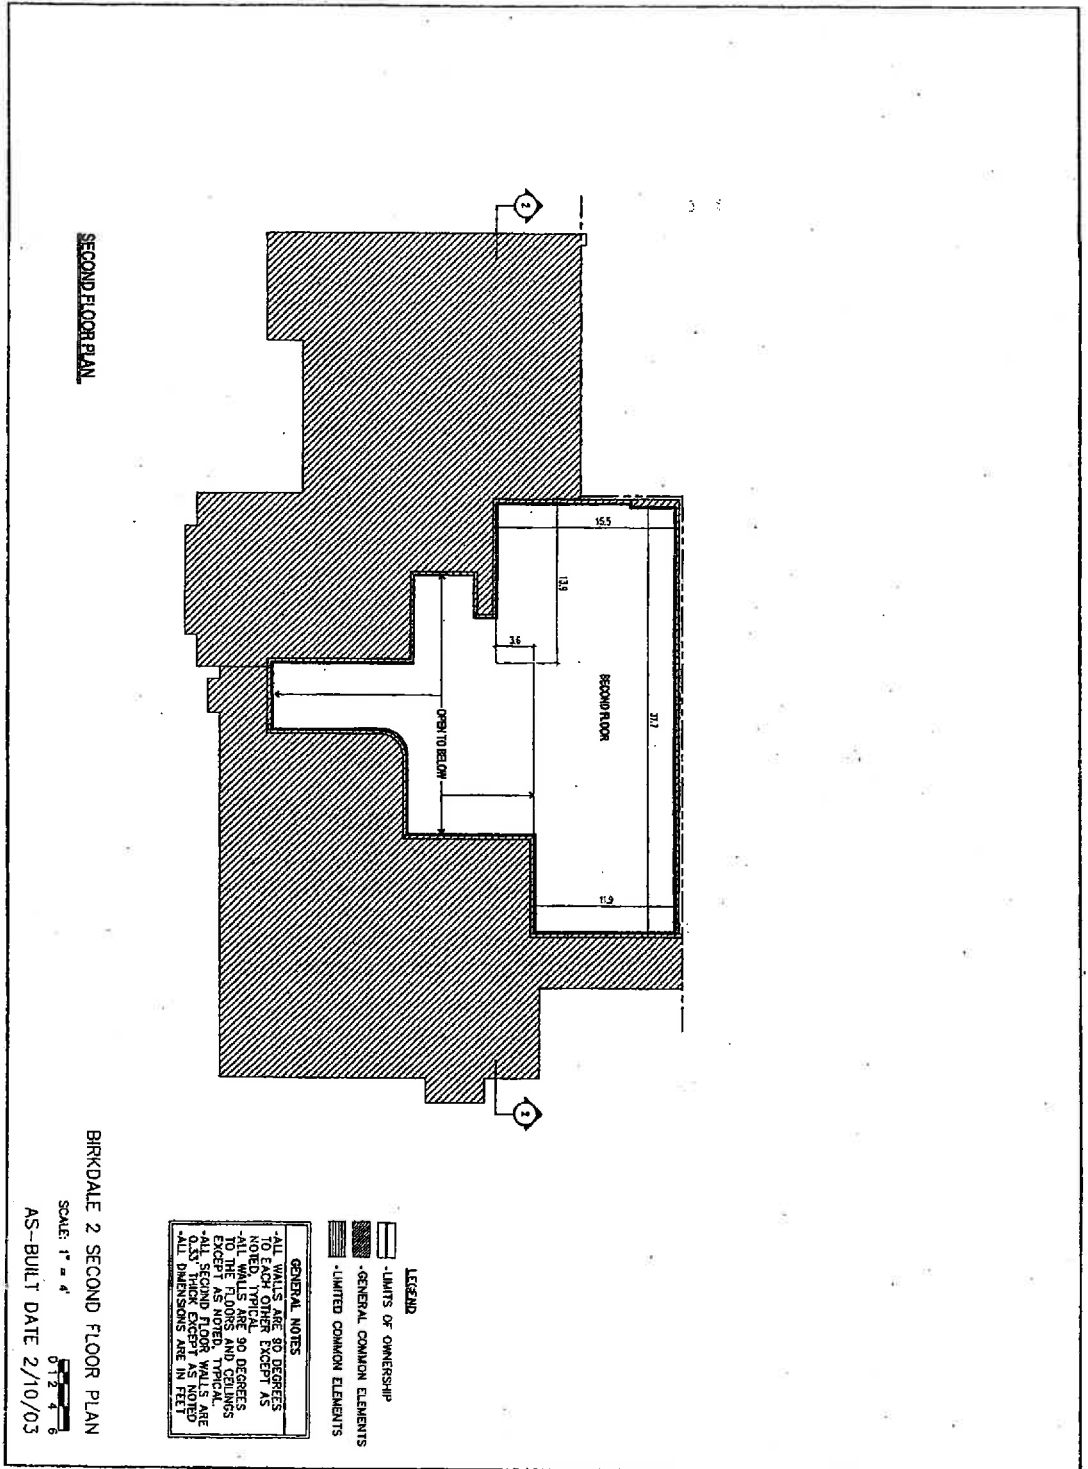 2
15.5
13.9
3.6
SECOND FLOOR
37.7
OPEN TO BELOW
11.9
2
SECOND FLOOR PLAN
LEGEND
-LIMITS OF OWNERSHIP
-GENERAL COMMON ELEMENTS
-LIMITED COMMON ELEMENTS
GENERAL NOTES
-ALL WALLS ARE 90 DEGREES
TO EACH OTHER EXCEPT AS
NOTED, TYPICAL
-ALL WALLS ARE 90 DEGREES
TO THE FLOORS AND CEILINGS
EXCEPT AS NOTED, TYPICAL.
-ALL SECOND FLOOR WALLS ARE
0.33' THICK EXCEPT AS NOTED
-ALL DIMENSIONS ARE IN FEET
BIRKDALE 2 SECOND FLOOR PLAN
SCALE: 1" = 4'
0 1 2 4 6
AS-BUILT DATE 2/10/03